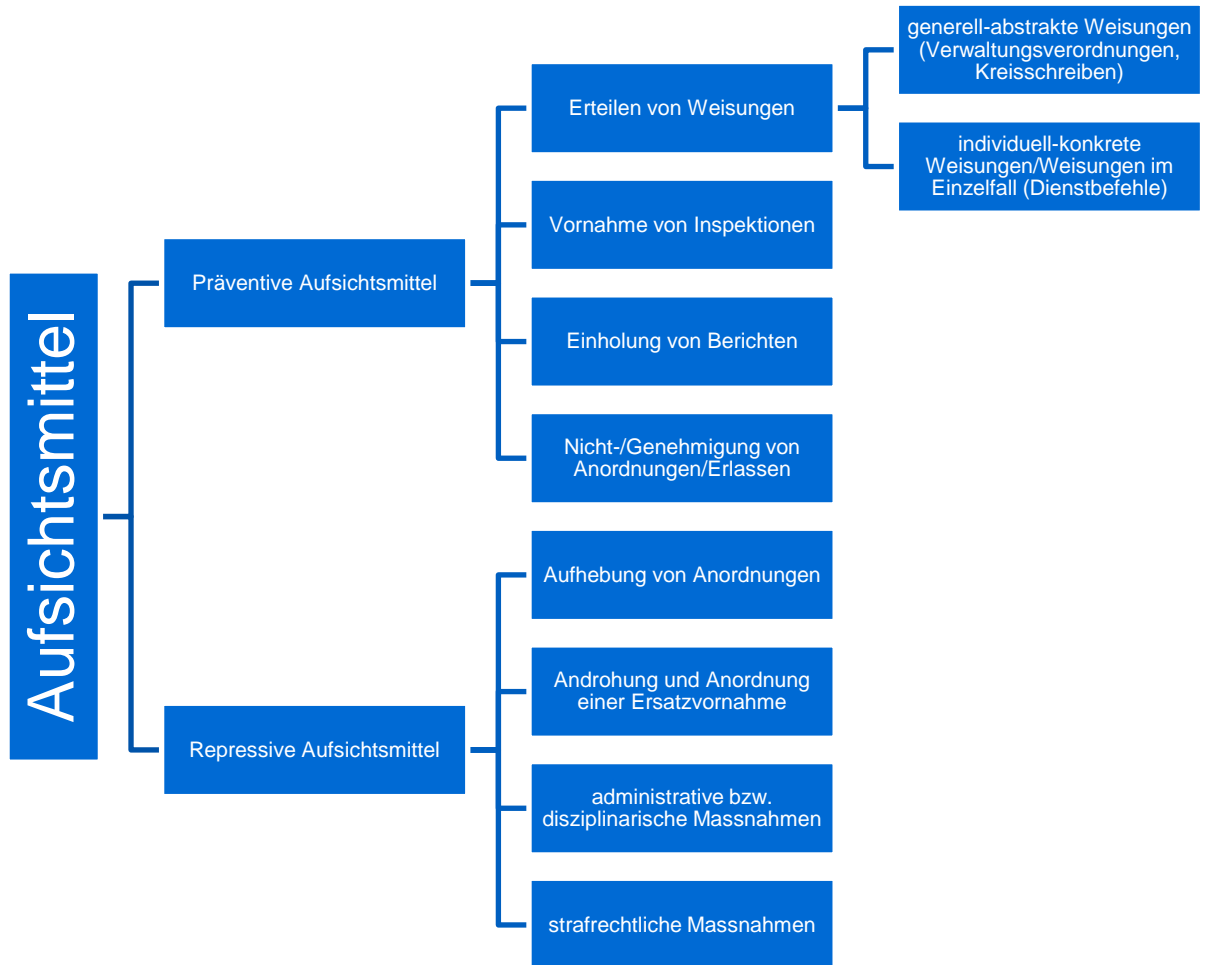 Aufsichtsmittel
Präventive Aufsichtsmittel
Erteilen von Weisungen
generell-abstrakte Weisungen
(Verwaltungsverordnungen,
Kreisschreiben)
individuell-konkrete
Weisungen/Weisungen im
Einzelfall (Dienstbefehle)
Vornahme von Inspektionen
Einholung von Berichten
Nicht-/Genehmigung von
Anordnungen/Erlassen
Repressive Aufsichtsmittel
Aufhebung von Anordnungen
Androhung und Anordnung
einer Ersatzvornahme
administrative bzw.
disziplinarische Massnahmen
strafrechtliche Massnahmen